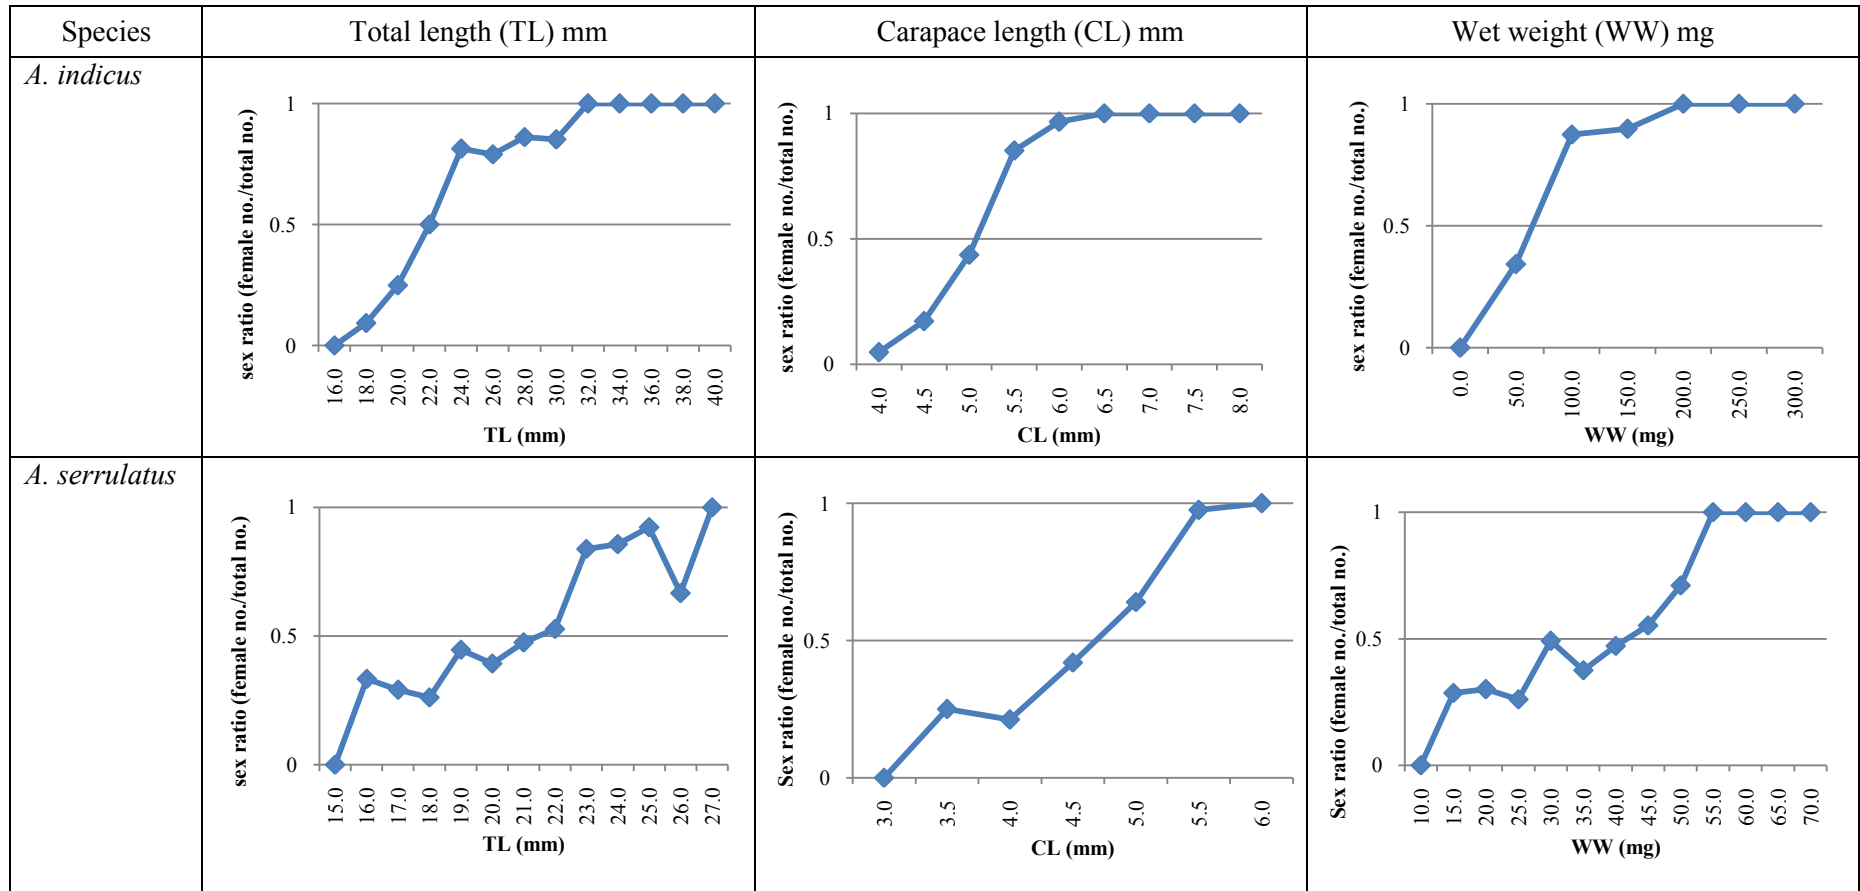 Species
Total length (TL) mm
Carapace length (CL) mm
Wet weight (WW) mg
A. indicus
sex ratio (female no./total no.)
1
0.5
0
16.0 18.0 20.0 22.0 24.0 26.0 28.0 30.0 32.0 34.0 36.0 38.0 40.0
TL (mm)
sex ratio (female no./total no.)
1
0.5
0
4.0 4.5 5.0 5.5 6.0 6.5 7.0 7.5 8.0
CL (mm)
sex ratio (female no./total no.)
1
0.5
0
0.0 50.0 100.0 150.0 200.0 250.0 300.0
WW (mg)
A. serrulatus
sex ratio (female no./total no.)
1
0.5
0
15.0 16.0 17.0 18.0 19.0 20.0 21.0 22.0 23.0 24.0 25.0 26.0 27.0
TL (mm)
Sex ratio (female no./total no.)
1
0.5
0
3.0 3.5 4.0 4.5 5.0 5.5 6.0
CL (mm)
Sex ratio (female no./total no.)
1
0.5
0
10.0 15.0 20.0 25.0 30.0 35.0 40.0 45.0 50.0 55.0 60.0 65.0 70.0
WW (mg)